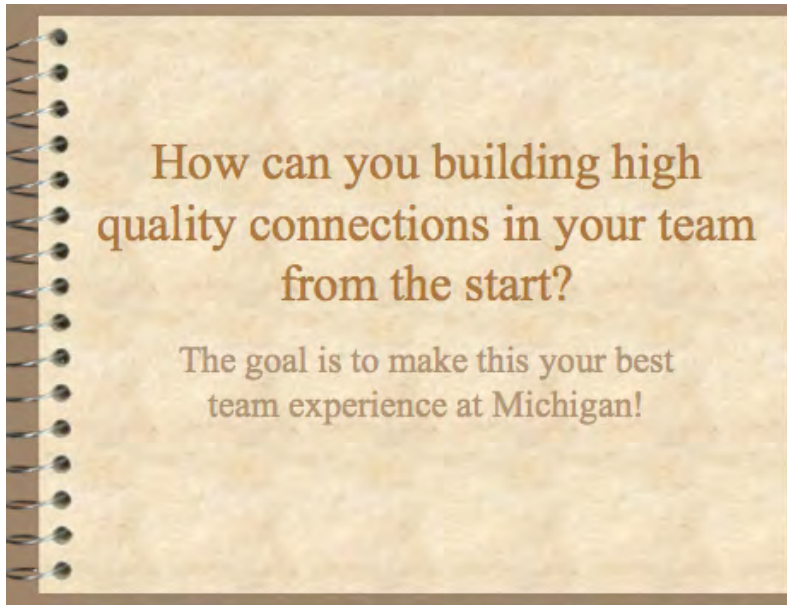 How can you building high
quality connections in your team
from the start?
The goal is to make this your best
team experience at Michigan!